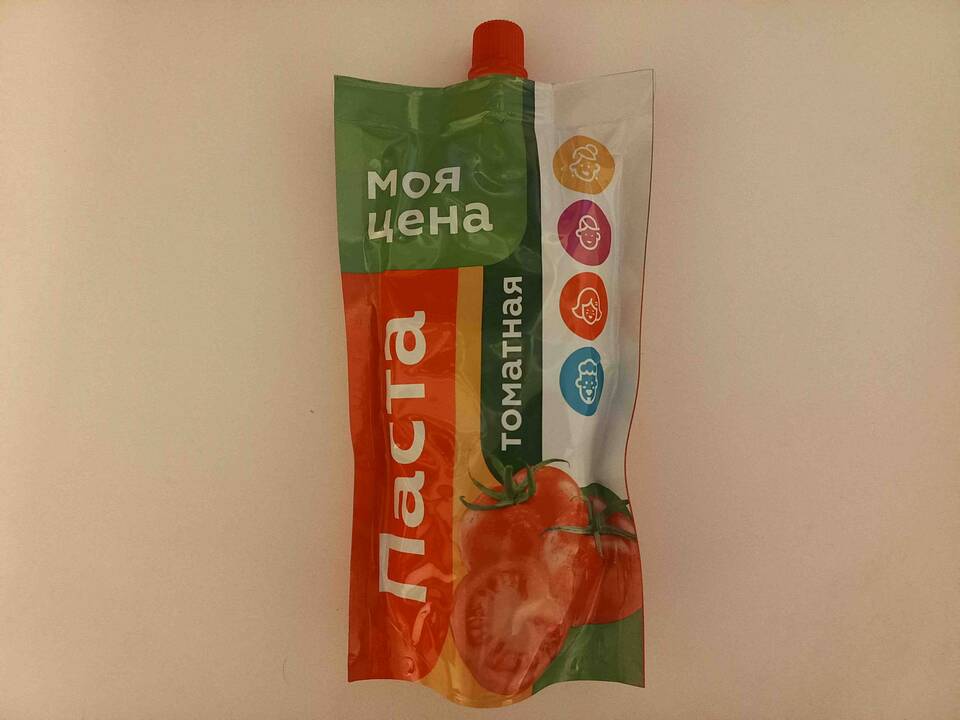 Моя
цена
Паста
томатная